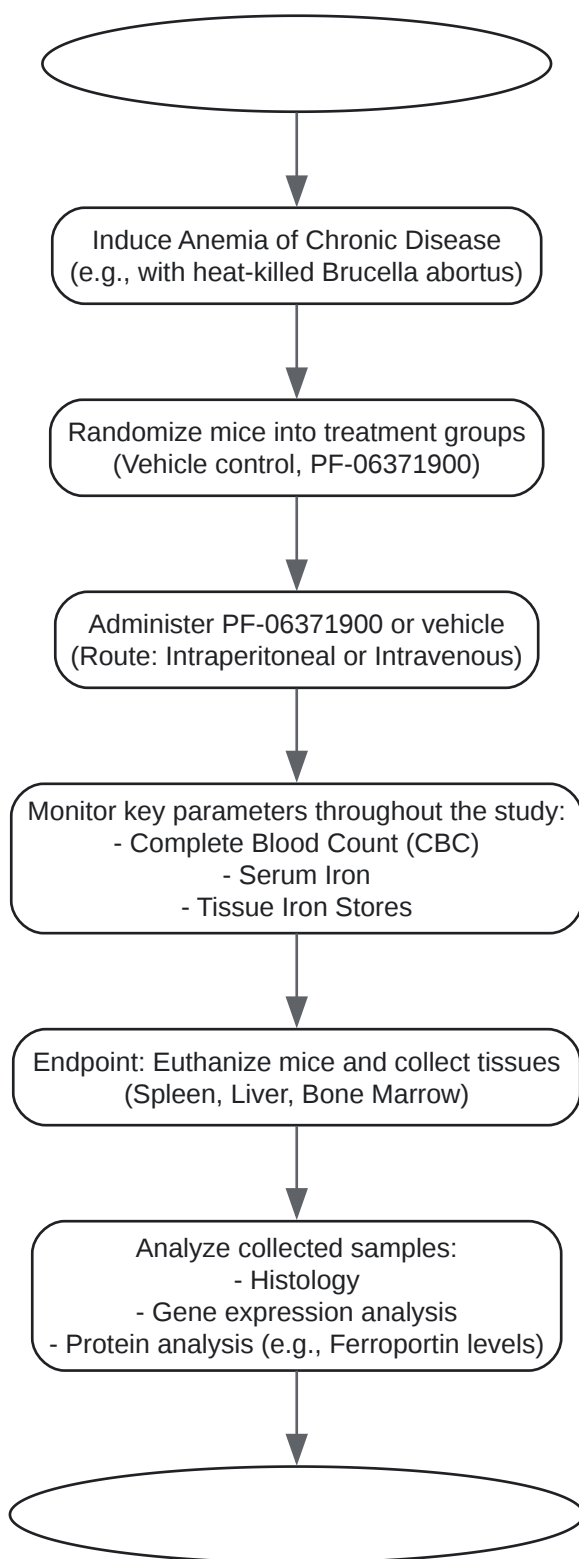 Induce Anemia of Chronic Disease
(e.g., with heat-killed Brucella abortus)
Randomize mice into treatment groups
(Vehicle control, PF-06371900)
Administer PF-06371900 or vehicle
(Route: Intraperitoneal or Intravenous)
Monitor key parameters throughout the study:
- Complete Blood Count (CBC)
- Serum Iron
- Tissue Iron Stores
Endpoint: Euthanize mice and collect tissues
(Spleen, Liver, Bone Marrow)
Analyze collected samples:
- Histology
- Gene expression analysis
- Protein analysis (e.g., Ferroportin levels)